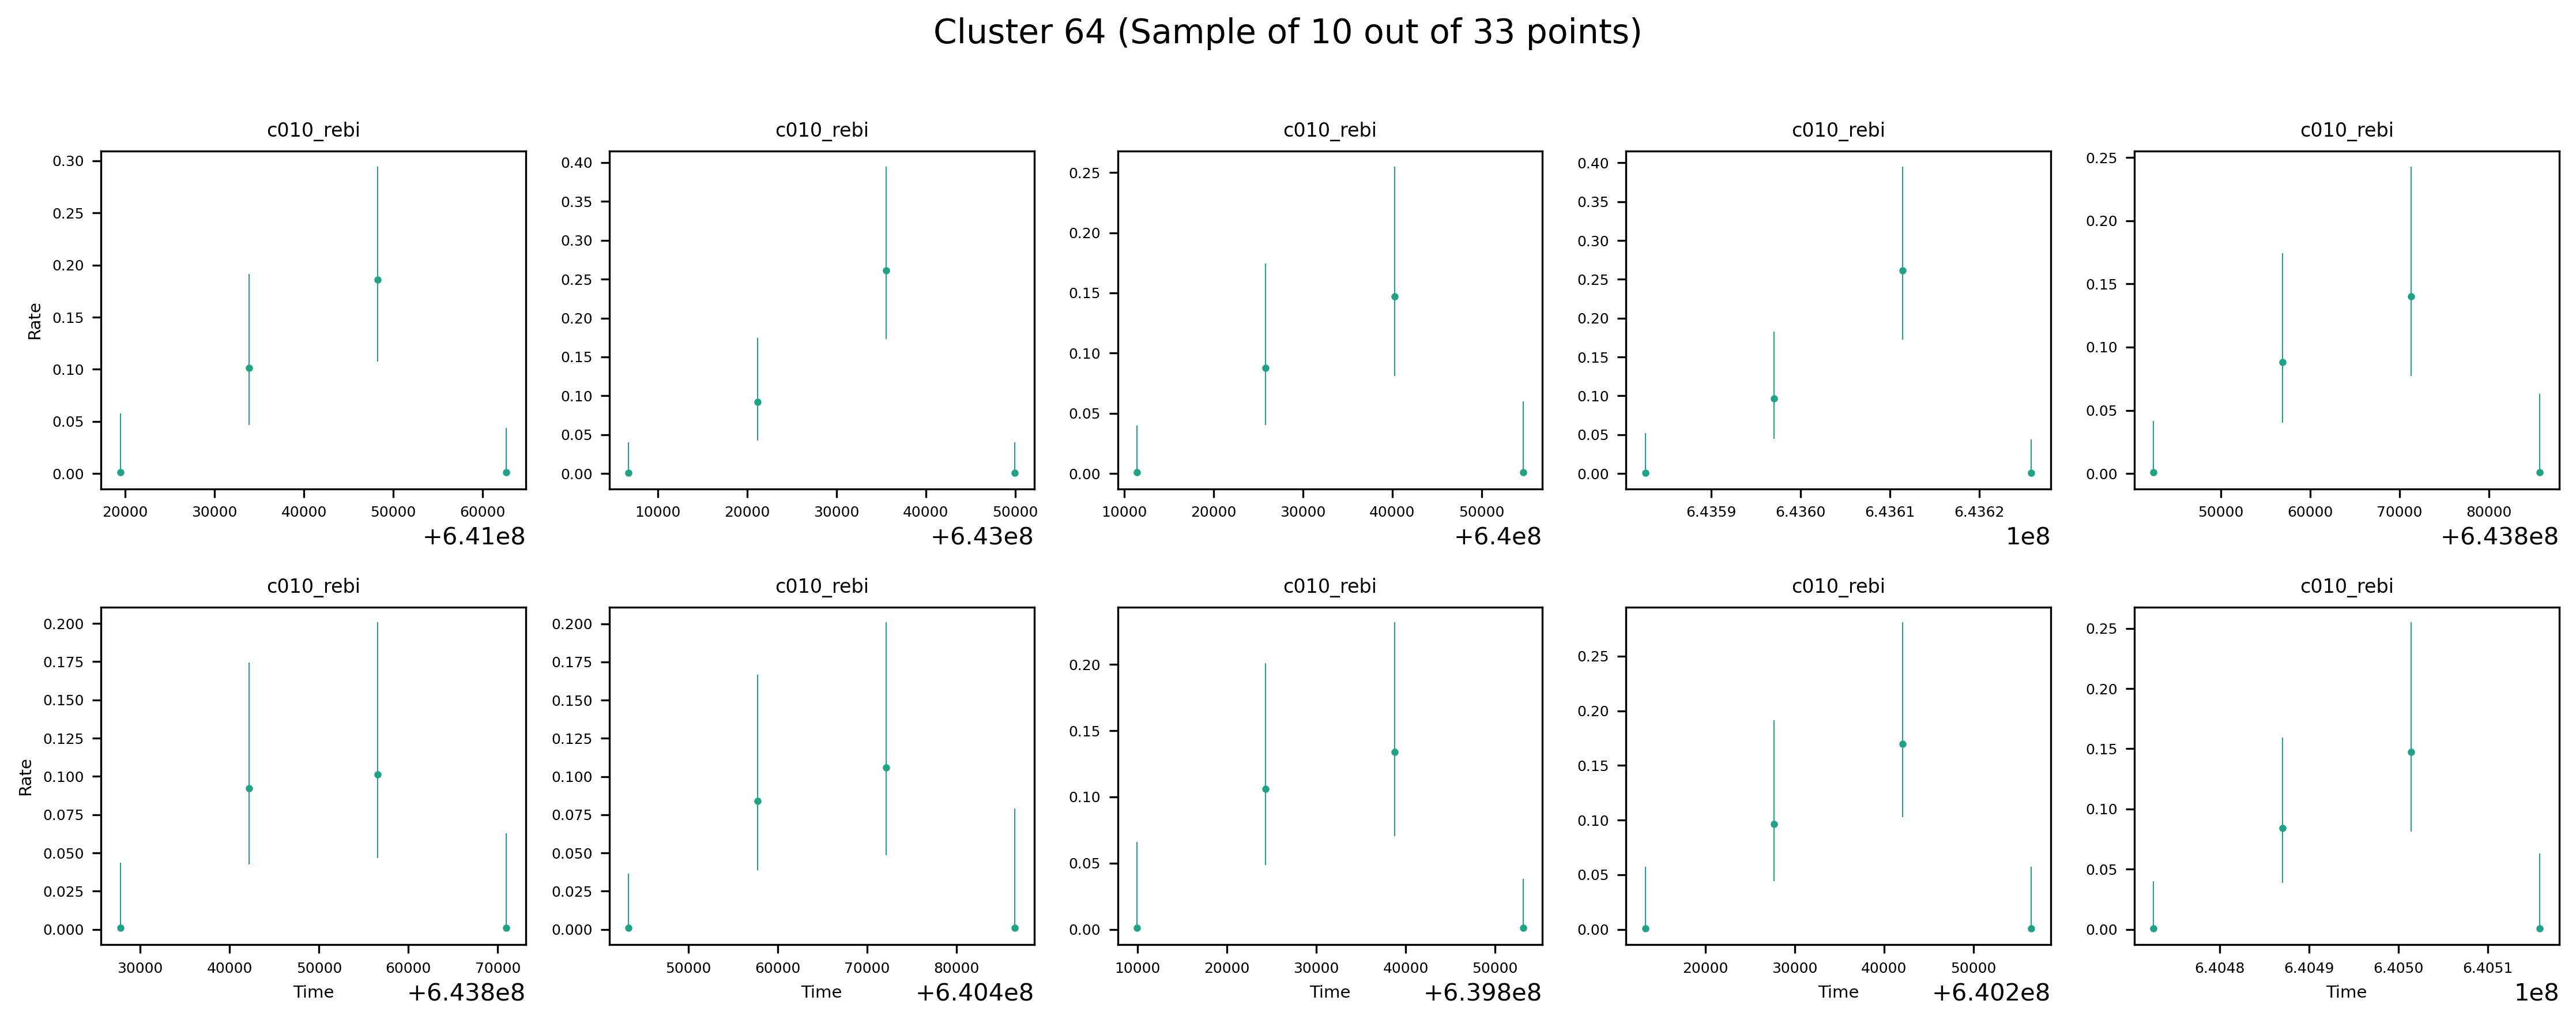 Cluster 64 (Sample of 10 out of 33 points)
c010_rebi c010_rebi c010_rebi c010_rebi c010_rebi
0.30 0.25 0.20 0.15 0.10 0.05 0.00
Rate
20000 30000 40000 50000 60000
+6.41e8
0.40 0.35 0.30 0.25 0.20 0.15 0.10 0.05 0.00
10000 20000 30000 40000 50000
+6.43e8
0.25 0.20 0.15 0.10 0.05 0.00
10000 20000 30000 40000 50000
+6.4e8
0.40 0.35 0.30 0.25 0.20 0.15 0.10 0.05 0.00
6.4359 6.4360 6.4361 6.4362
1e8
0.25 0.20 0.15 0.10 0.05 0.00
50000 60000 70000 80000
+6.438e8
c010_rebi c010_rebi c010_rebi c010_rebi c010_rebi
0.200 0.175 0.150 0.125 0.100 0.075 0.050 0.025 0.000
Rate
30000 40000 50000 60000 70000
Time +6.438e8
0.200 0.175 0.150 0.125 0.100 0.075 0.050 0.025 0.000
50000 60000 70000 80000
Time +6.404e8
0.20 0.15 0.10 0.05 0.00
10000 20000 30000 40000 50000
Time +6.398e8
0.25 0.20 0.15 0.10 0.05 0.00
20000 30000 40000 50000
Time +6.402e8
0.25 0.20 0.15 0.10 0.05 0.00
6.4048 6.4049 6.4050 6.4051
Time 1e8